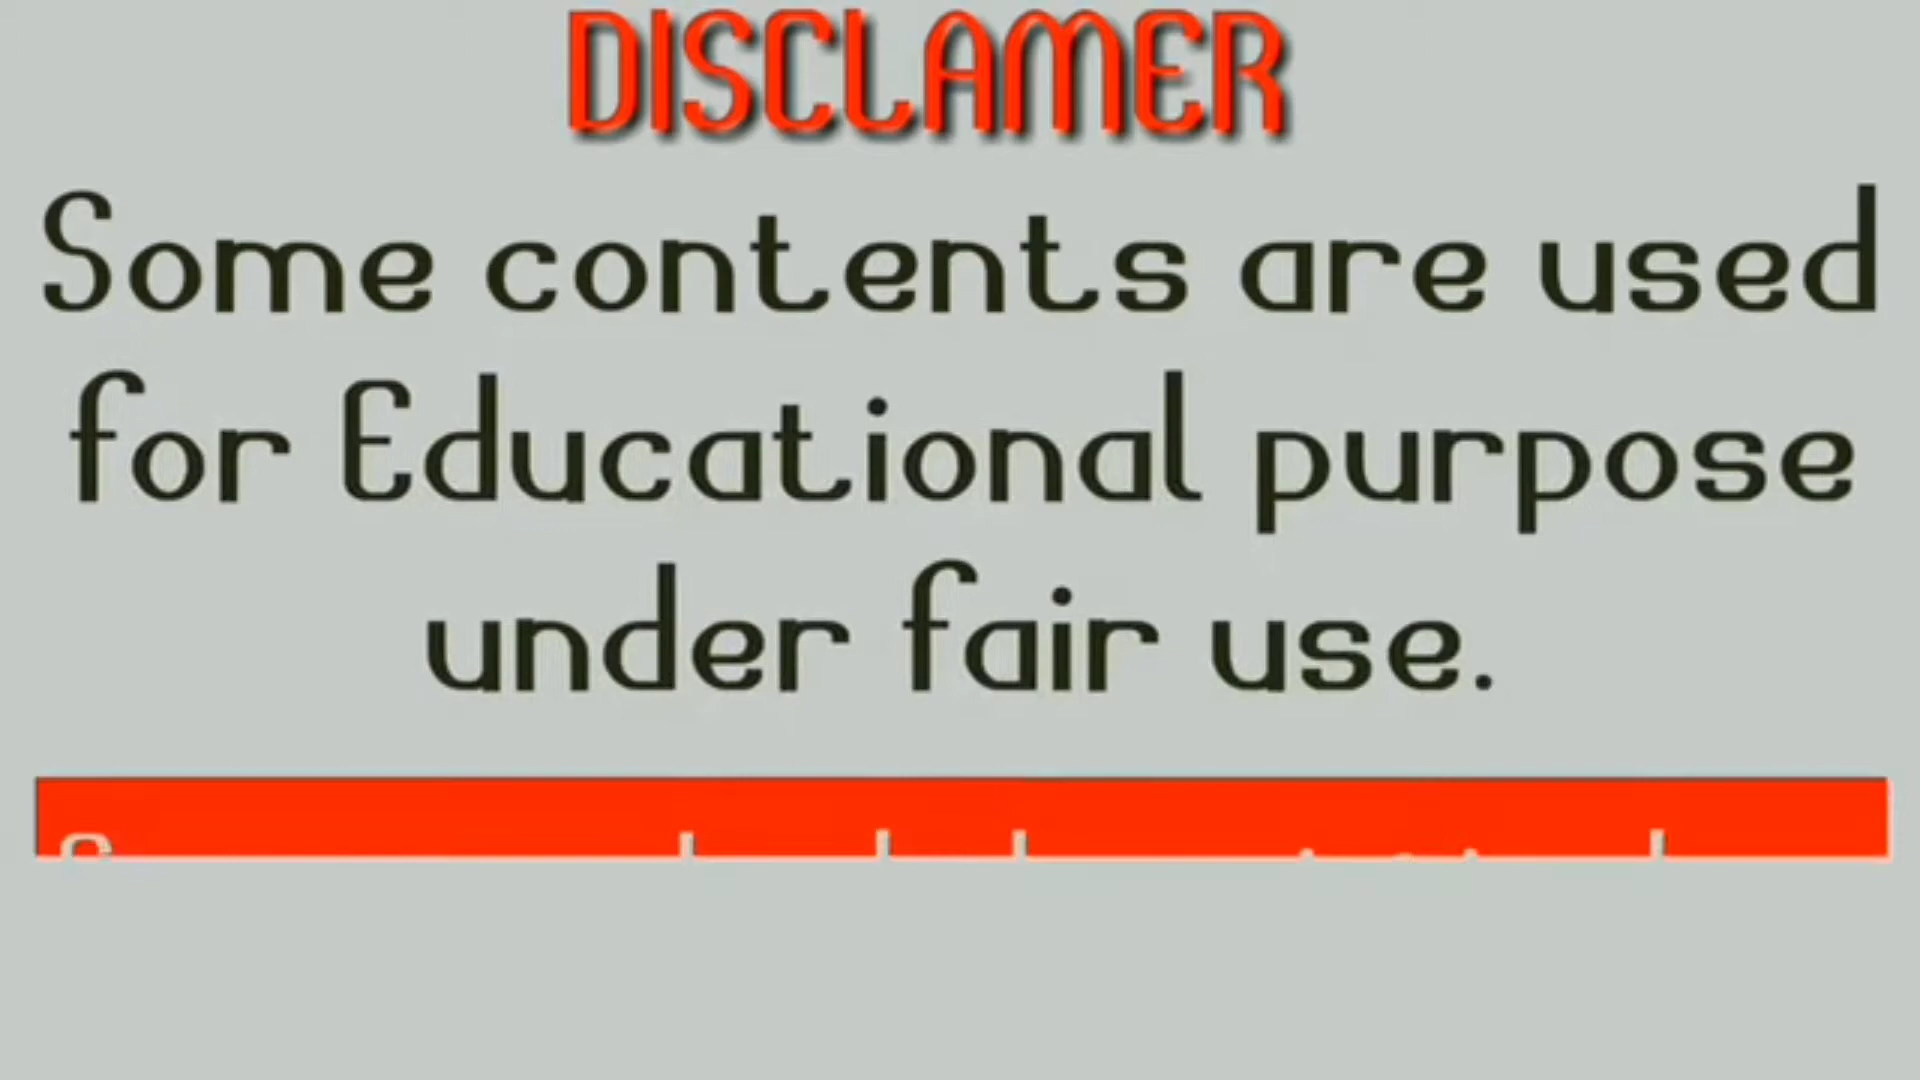 DISCLAMER
Some contents are used
for Educational purpose
under fair use.